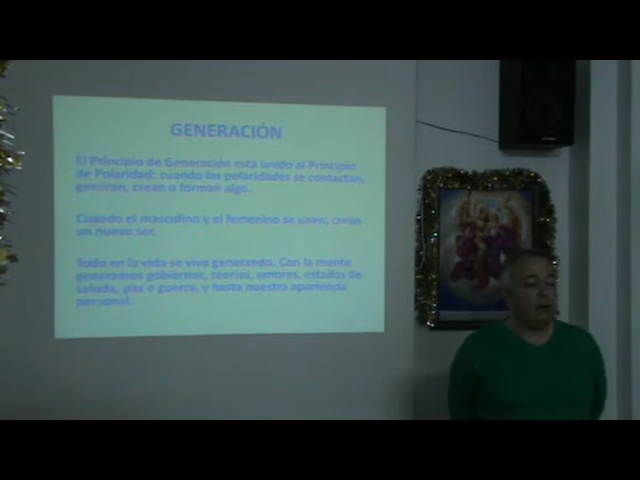 GENERACIÓN
El Principio de Generación está unido al Principio
de Polaridad: cuando las polaridades se contactan,
generan, crean o forman algo.
Cuando el masculino y el femenino se unen, crean
un nuevo ser.
Todo en la vida se vive generando. Con la mente
generamos gobiernos, teorías, amores, estados de
salud, paz o guerra, y hasta nuestra apariencia
personal.